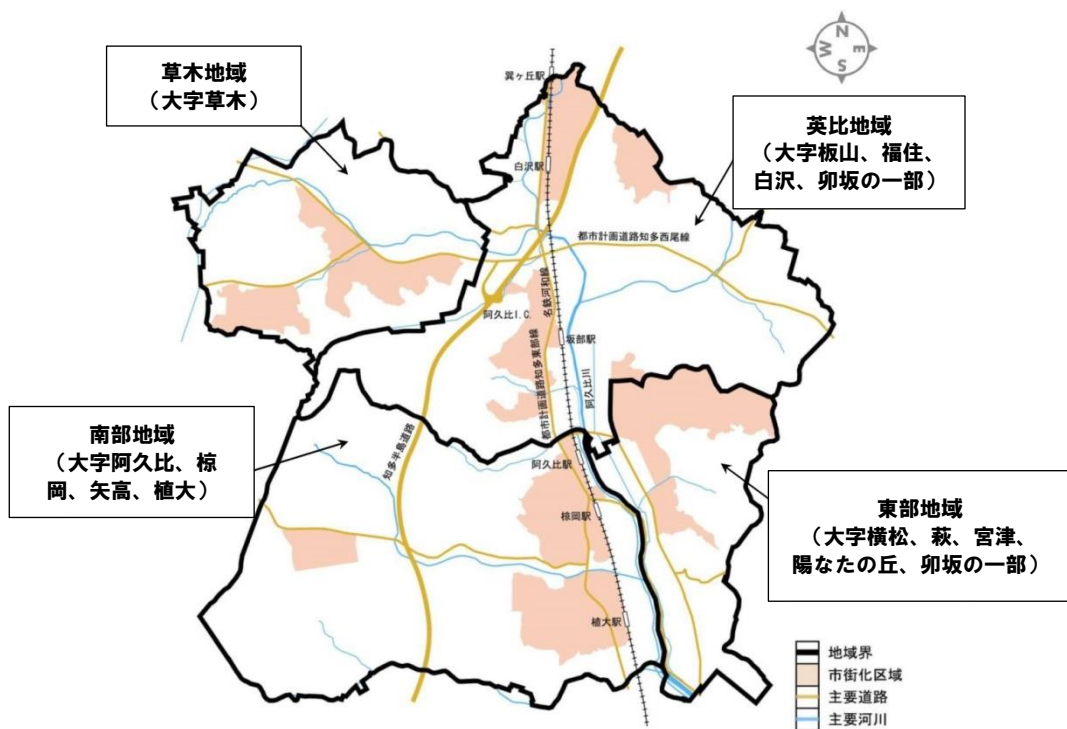 N
W
E
S
草木地域
（大字草木）
英比地域
（大字板山、福住、
白沢、卯坂の一部）
巽ヶ丘駅
白沢駅
都市計画道路知多西尾線
名鉄河和線
阿久比I.C.
坂部駅
都市計画道路知多東部線
阿久比川
南部地域
（大字阿久比、椋
岡、矢高、植大）
知多半島道路
阿久比駅
椋岡駅
東部地域
（大字横松、萩、宮津、
陽なたの丘、卯坂の一部）
植大駅
地域界
市街化区域
主要道路
主要河川